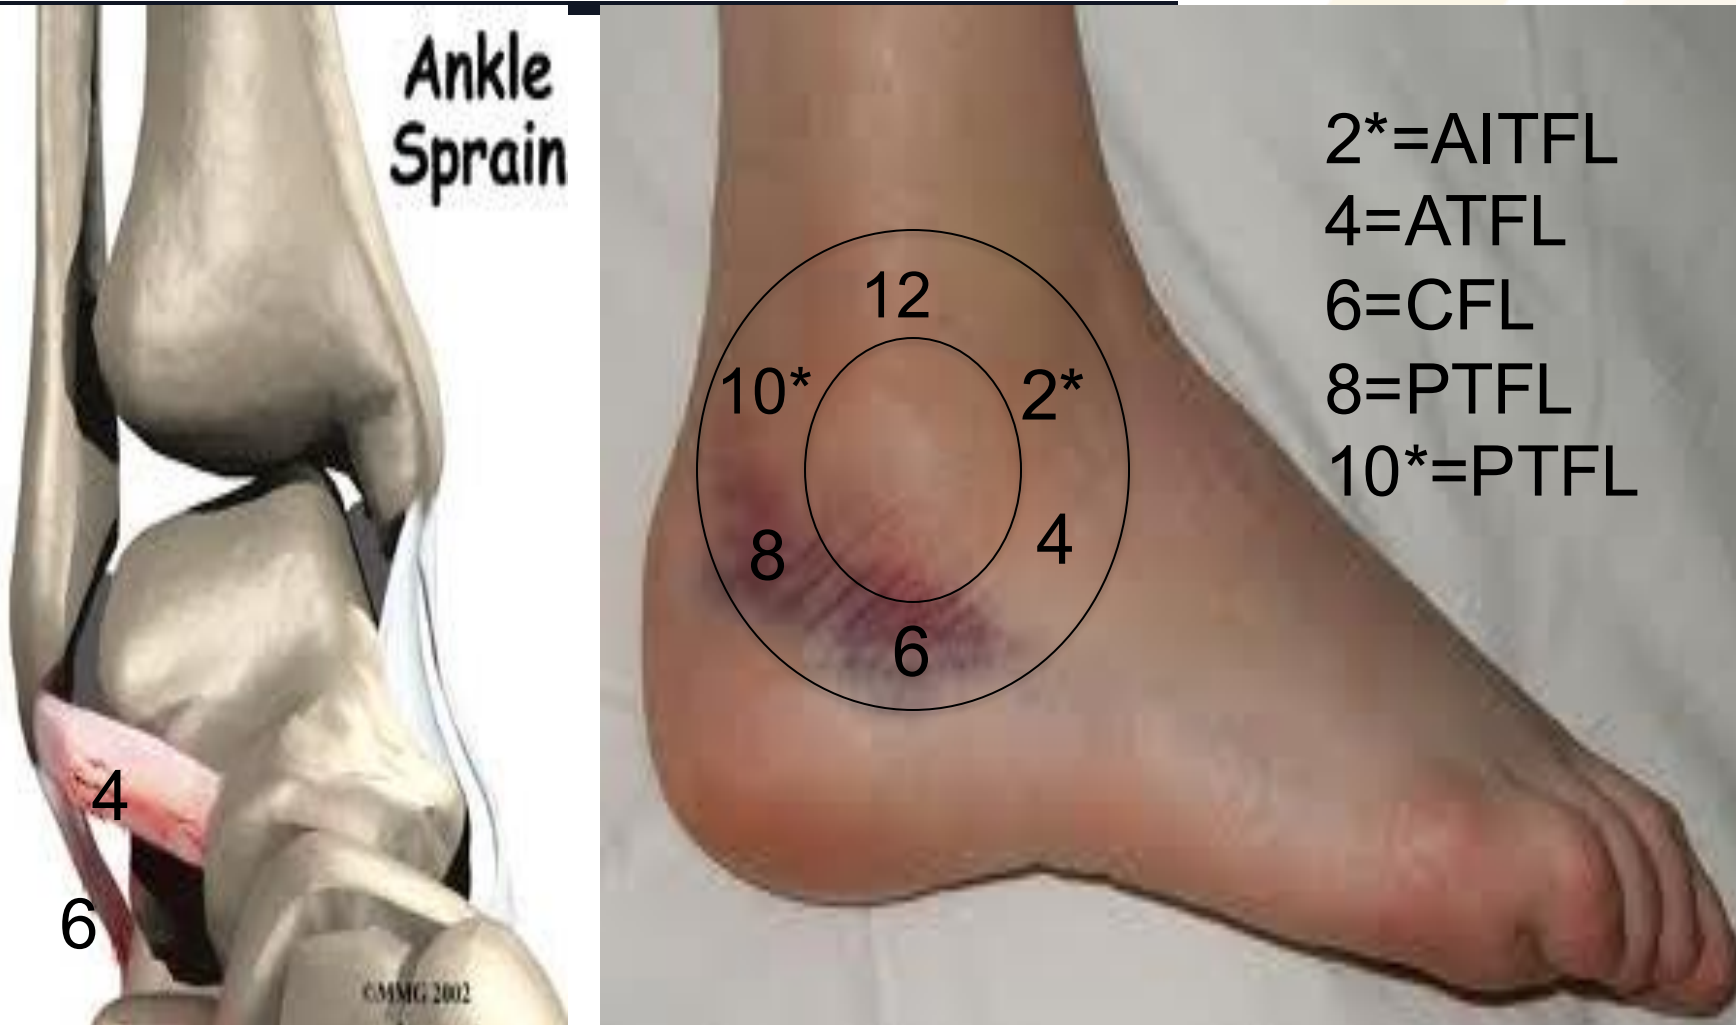 Ankle
Sprain
4
6
©MMG 2002
12
10*
2*
8
4
6
2*=AITFL
4=ATFL
6=CFL
8=PTFL
10*=PTFL